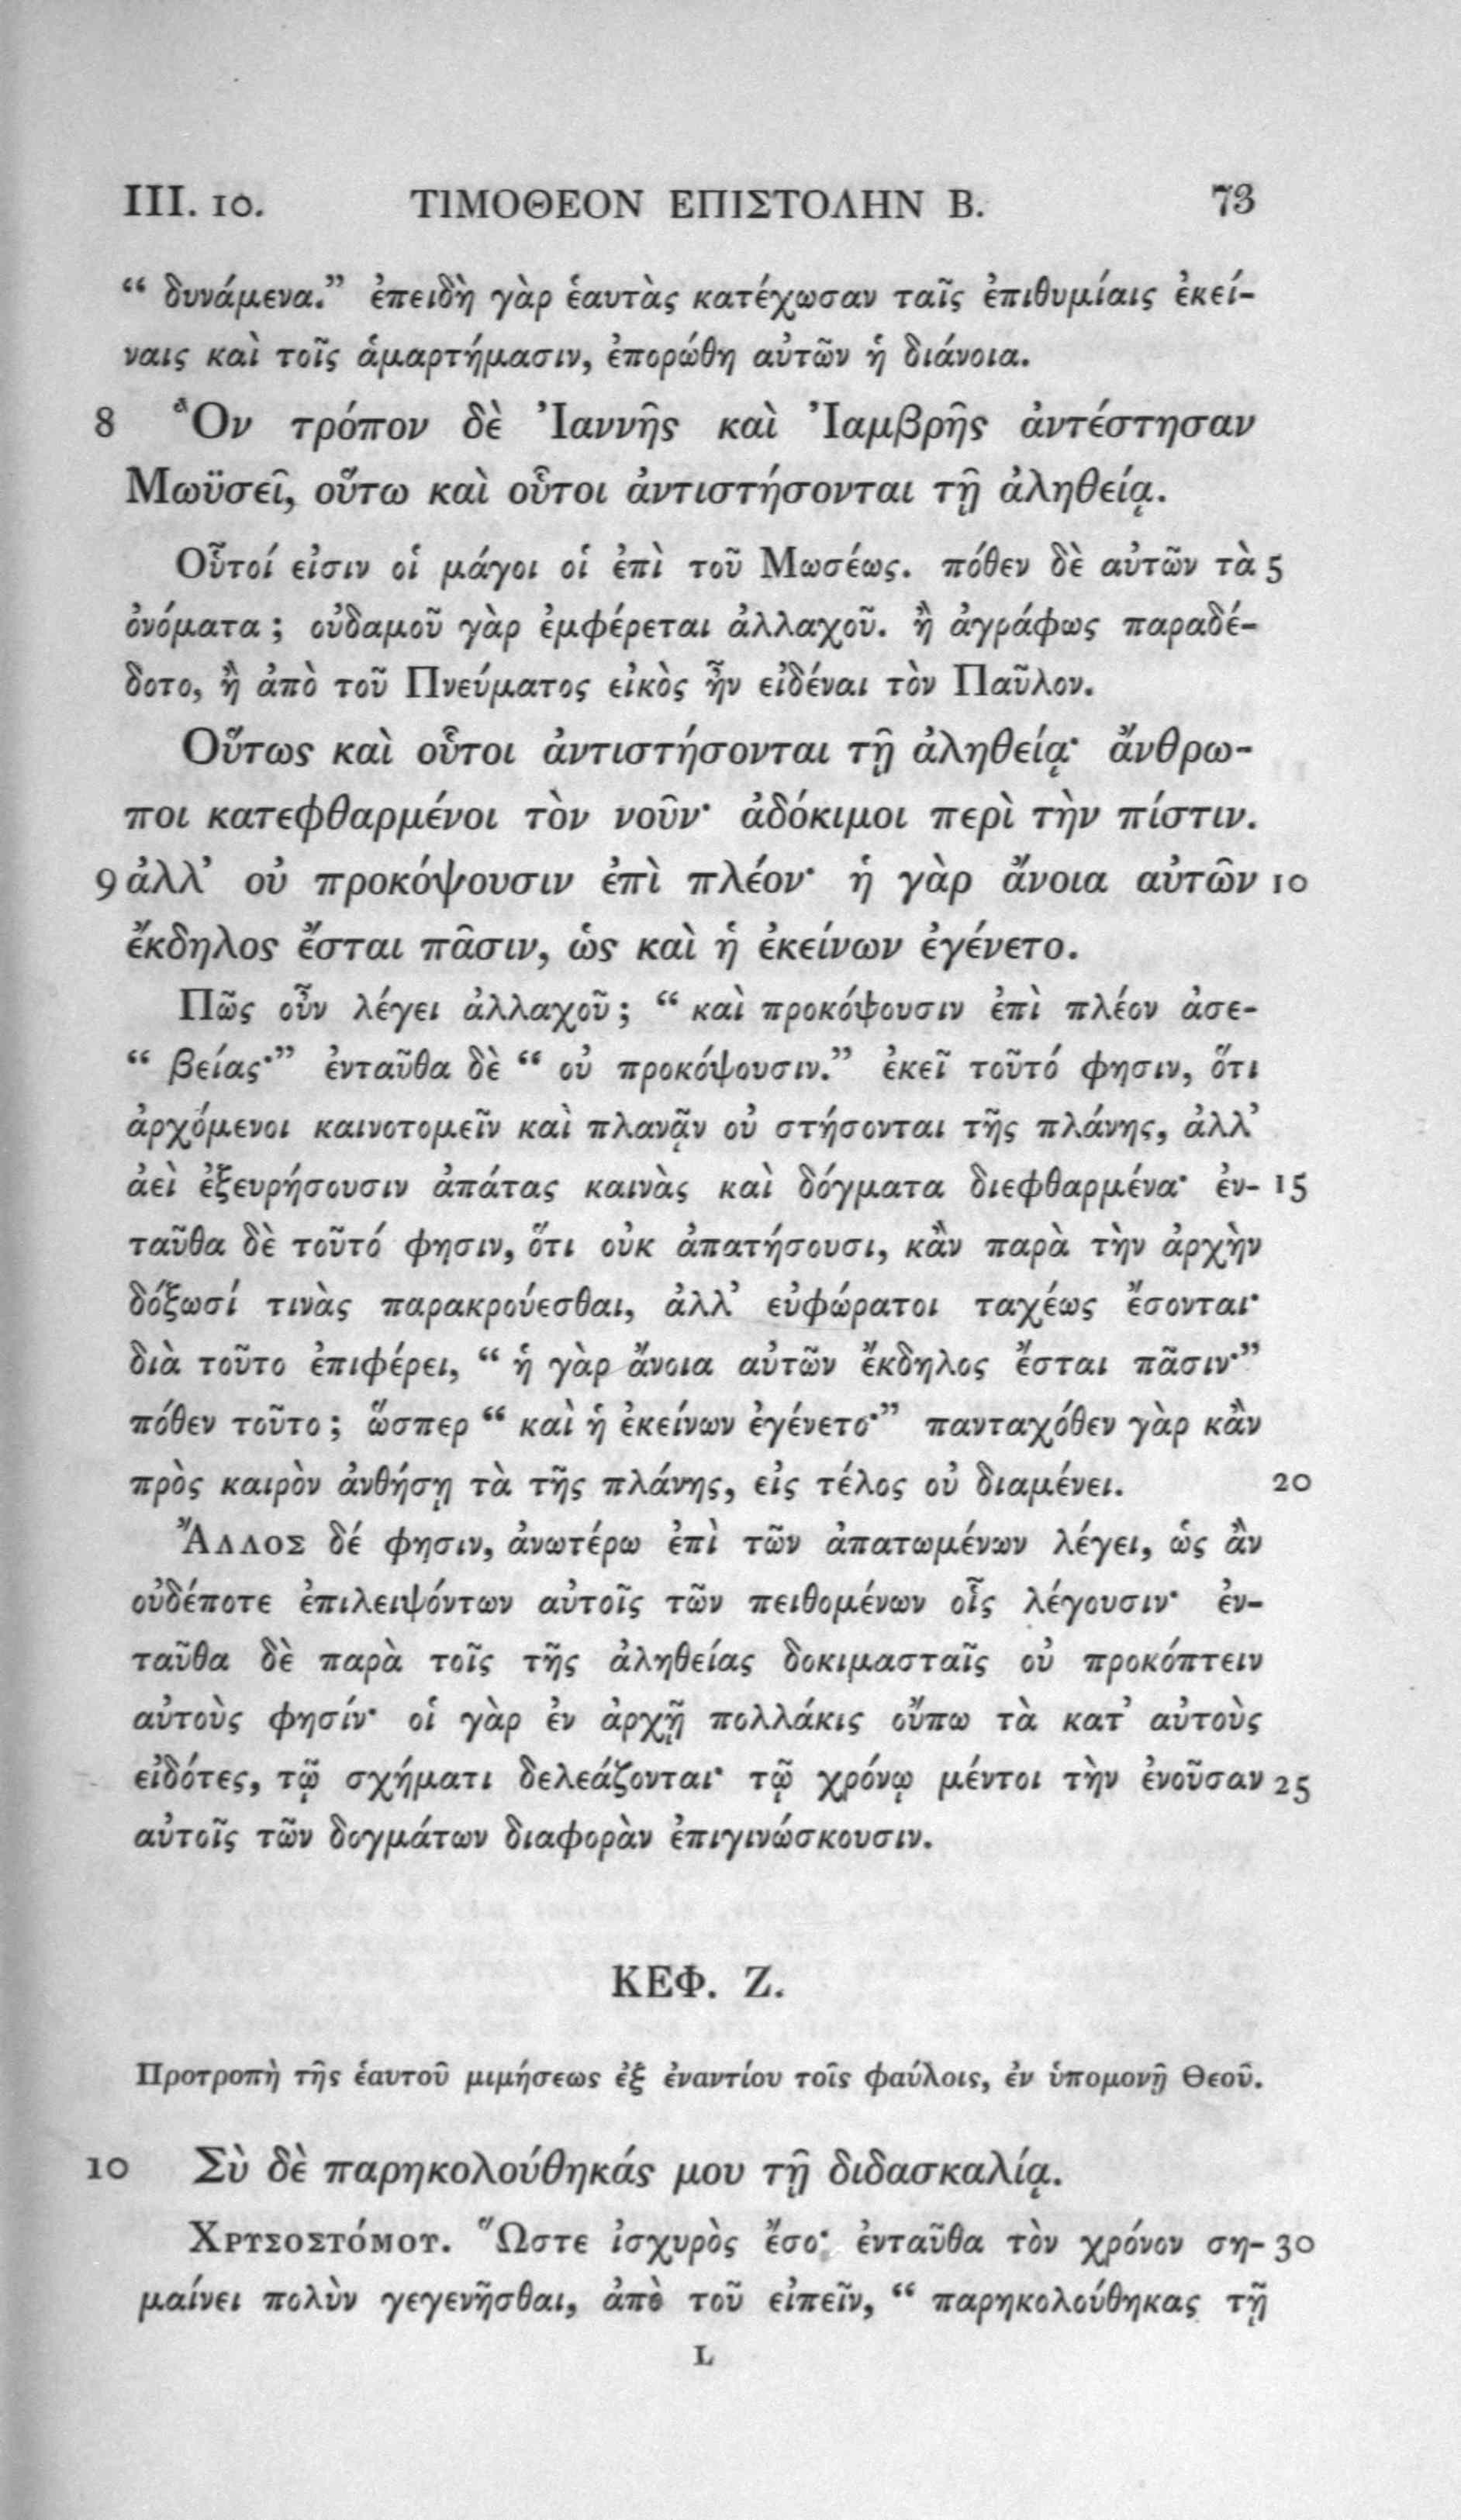 III. 10. ΤΙΜΟΘΕΟΝ ΕΠΙΣΤΟΛΗΝ Β. 73
“ δυνάμενα.” ἐπειδὴ γὰρ ἑαυτὰς κατέχωσαν ταῖς ἐπιθυμίαις ἐκεί-
ναις καὶ τοῖς ἁμαρτήμασιν, ἐπορώθη αὐτῶν ἡ διάνοια.
8 Ὃν τρόπον δὲ Ἰαννῆς καὶ Ἰαμβρῆς ἀντέστησαν
Μωϋσεῖ, οὕτω καὶ οὗτοι ἀντιστήσονται τῇ ἀληθείᾳ.
Οὗτοί εἰσιν οἱ μάγοι οἱ ἐπὶ τοῦ Μωσέως. πόθεν δὲ αὐτῶν τὰ 5
ὀνόματα ; οὐδαμοῦ γὰρ ἐμφέρεται ἀλλαχοῦ. ἢ ἀγράφως παραδέ-
δοτο, ἢ ἀπὸ τοῦ Πνεύματος εἰκὸς ἦν εἰδέναι τὸν Παῦλον.
Οὕτως καὶ οὗτοι ἀντιστήσονται τῇ ἀληθείᾳ· ἄνθρω-
ποι κατεφθαρμένοι τὸν νοῦν· ἀδόκιμοι περὶ τὴν πίστιν.
9 ἀλλ’ οὐ προκόψουσιν ἐπὶ πλέον· ἡ γὰρ ἄνοια αὐτῶν 10
ἔκδηλος ἔσται πᾶσιν, ὡς καὶ ἡ ἐκείνων ἐγένετο.
Πῶς οὖν λέγει ἀλλαχοῦ ; “ καὶ προκόψουσιν ἐπὶ πλέον ἀσε-
“ βείας·” ἐνταῦθα δὲ “ οὐ προκόψουσιν.” ἐκεῖ τοῦτό φησιν, ὅτι
ἀρχόμενοι καινοτομεῖν καὶ πλανᾷν οὐ στήσονται τῆς πλάνης, ἀλλ’
ἀεὶ ἐξευρήσουσιν ἀπάτας καινὰς καὶ δόγματα διεφθαρμένα· ἐν- 15
ταῦθα δὲ τοῦτό φησιν, ὅτι οὐκ ἀπατήσουσι, κἂν παρὰ τὴν ἀρχὴν
δόξωσί τινὰς παρακρούεσθαι, ἀλλ’ εὐφώρατοι ταχέως ἔσονται·
διὰ τοῦτο ἐπιφέρει, “ ἡ γὰρ ἄνοια αὐτῶν ἔκδηλος ἔσται πᾶσιν·”
πόθεν τοῦτο ; ὥσπερ “ καὶ ἡ ἐκείνων ἐγένετο·” πανταχόθεν γὰρ κἂν
πρὸς καιρὸν ἀνθήσῃ τὰ τῆς πλάνης, εἰς τέλος οὐ διαμένει. 20
Ἄλλος δέ φησιν, ἀνωτέρω ἐπὶ τῶν ἀπατωμένων λέγει, ὡς ἂν
οὐδέποτε ἐπιλειψόντων αὐτοῖς τῶν πειθομένων οἷς λέγουσιν· ἐν-
ταῦθα δὲ παρὰ τοῖς τῆς ἀληθείας δοκιμασταῖς οὐ προκόπτειν
αὐτοὺς φησίν· οἱ γὰρ ἐν ἀρχῇ πολλάκις οὔπω τὰ κατ’ αὐτοὺς
εἰδότες, τῷ σχήματι δελεάζονται· τῷ χρόνῳ μέντοι τὴν ἐνοῦσαν 25
αὐτοῖς τῶν δογμάτων διαφορὰν ἐπιγινώσκουσιν.
ΚΕΦ. Ζ.
Προτροπὴ τῆς ἑαυτοῦ μιμήσεως ἐξ ἐναντίου τοῖς φαύλοις, ἐν ὑπομονῇ Θεοῦ.
10 Σὺ δὲ παρηκολούθηκάς μου τῇ διδασκαλίᾳ.
Χρυσοστόμου. Ὥστε ἰσχυρὸς ἔσο· ἐνταῦθα τὸν χρόνον ση- 30
μαίνει πολὺν γεγενῆσθαι, ἀπὸ τοῦ εἰπεῖν, “ παρηκολούθηκας τῇ
L